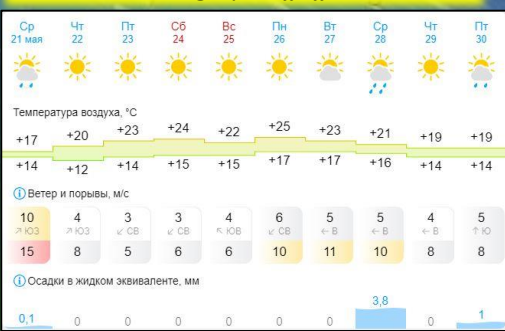 Ср Чт Пт Сб Вс Пн Вт Ср Чт Пт
21 мая 22 23 24 25 26 27 28 29 30
Температура воздуха, °C
+17 +20 +23 +24 +22 +25 +23 +21 +19 +19
+14 +12 +14 +15 +15 +17 +17 +16 +14 +14
Ветер и порывы, м/с
10 4 3 3 4 6 5 5 4 5
↗ ЮЗ ↗ ЮЗ ↙ СВ ↙ СВ ↖ ЮВ ↙ СВ ← В ← В ← В ↑ Ю
15 8 5 6 6 10 11 10 8 8
Осадки в жидком эквиваленте, мм
0,1 0 0 0 0 0 0 3,8 0 1